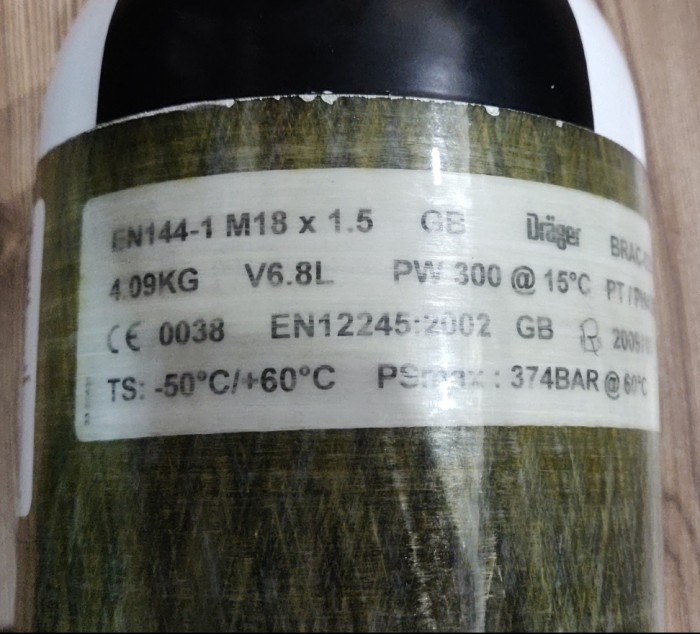 EN144-1 M18 x 1.5 GB Dräger
4.09KG V6.8L PW 300 @ 15°C
CE 0038 EN12245:2002 GB
TS: -50°C/+60°C PSmax : 374BAR @ 60°C